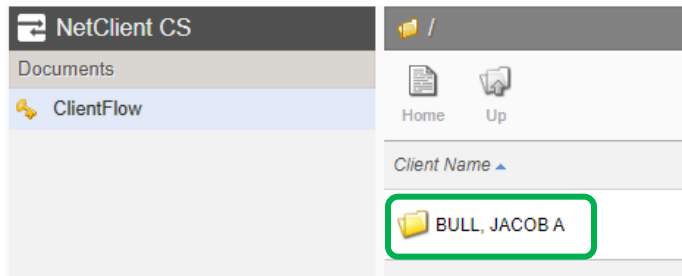 NetClient CS
Documents
ClientFlow
/
Home Up
Client Name
BULL, JACOB A